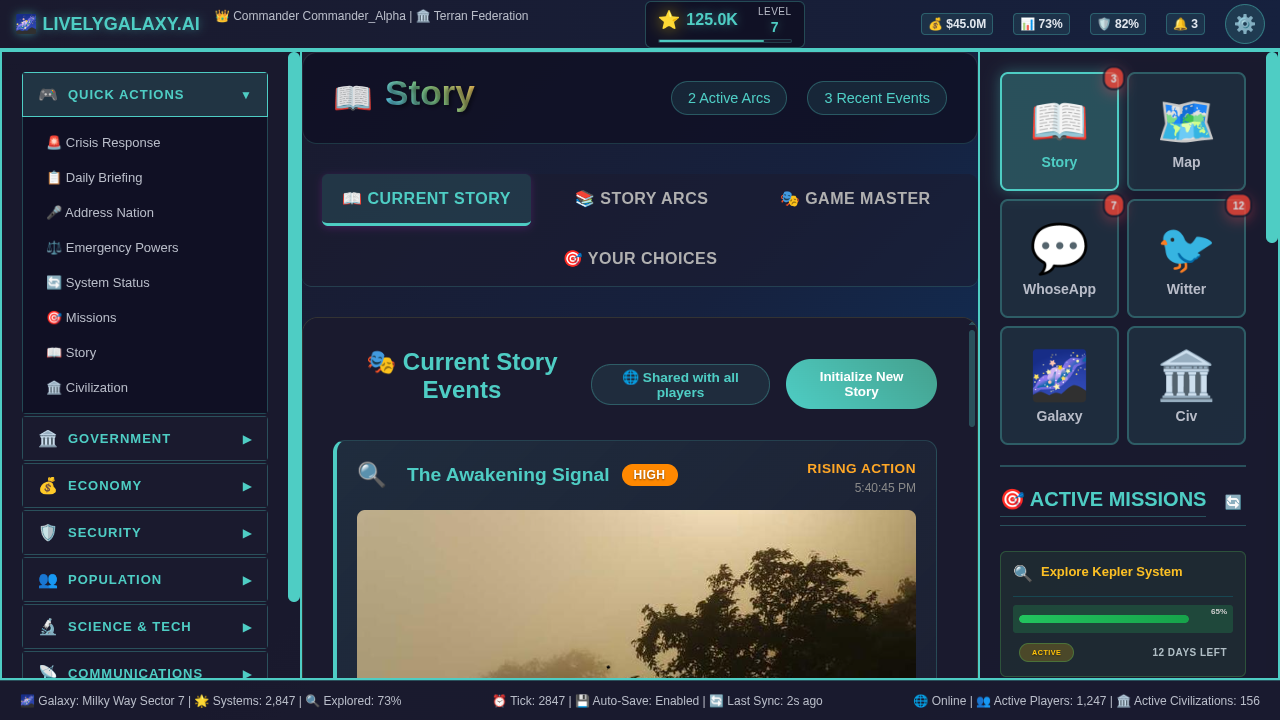 LIVELYGALAXY.AI
Commander Commander_Alpha | Terran Federation
125.0K
LEVEL
7
$45.0M
73%
82%
3
QUICK ACTIONS
Crisis Response
Daily Briefing
Address Nation
Emergency Powers
System Status
Missions
Story
Civilization
GOVERNMENT
ECONOMY
SECURITY
POPULATION
SCIENCE & TECH
COMMUNICATIONS
Story
2 Active Arcs
3 Recent Events
CURRENT STORY
STORY ARCS
GAME MASTER
YOUR CHOICES
Current Story
Events
Shared with all
players
Initialize New
Story
The Awakening Signal
HIGH
RISING ACTION
5:40:45 PM
3
Story
Map
7
WhoseApp
12
Witter
Galaxy
Civ
ACTIVE MISSIONS
Explore Kepler System
65%
ACTIVE
12 DAYS LEFT
Galaxy: Milky Way Sector 7 | Systems: 2,847 | Explored: 73%
Tick: 2847 | Auto-Save: Enabled | Last Sync: 2s ago
Online | Active Players: 1,247 | Active Civilizations: 156